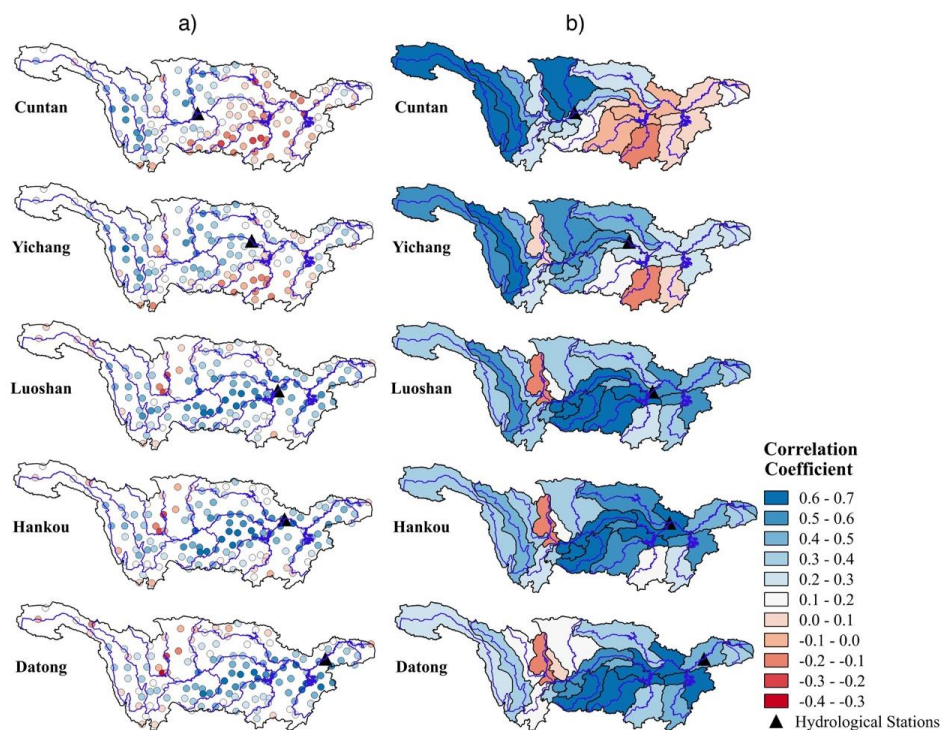 a)
b)
Cuntan
Cuntan
Yichang
Yichang
Luoshan
Luoshan
Hankou
Hankou
Datong
Datong
Correlation
Coefficient
0.6 - 0.7
0.5 - 0.6
0.4 - 0.5
0.3 - 0.4
0.2 - 0.3
0.1 - 0.2
0.0 - 0.1
-0.1 - 0.0
-0.2 - -0.1
-0.3 - -0.2
-0.4 - -0.3
Hydrological Stations